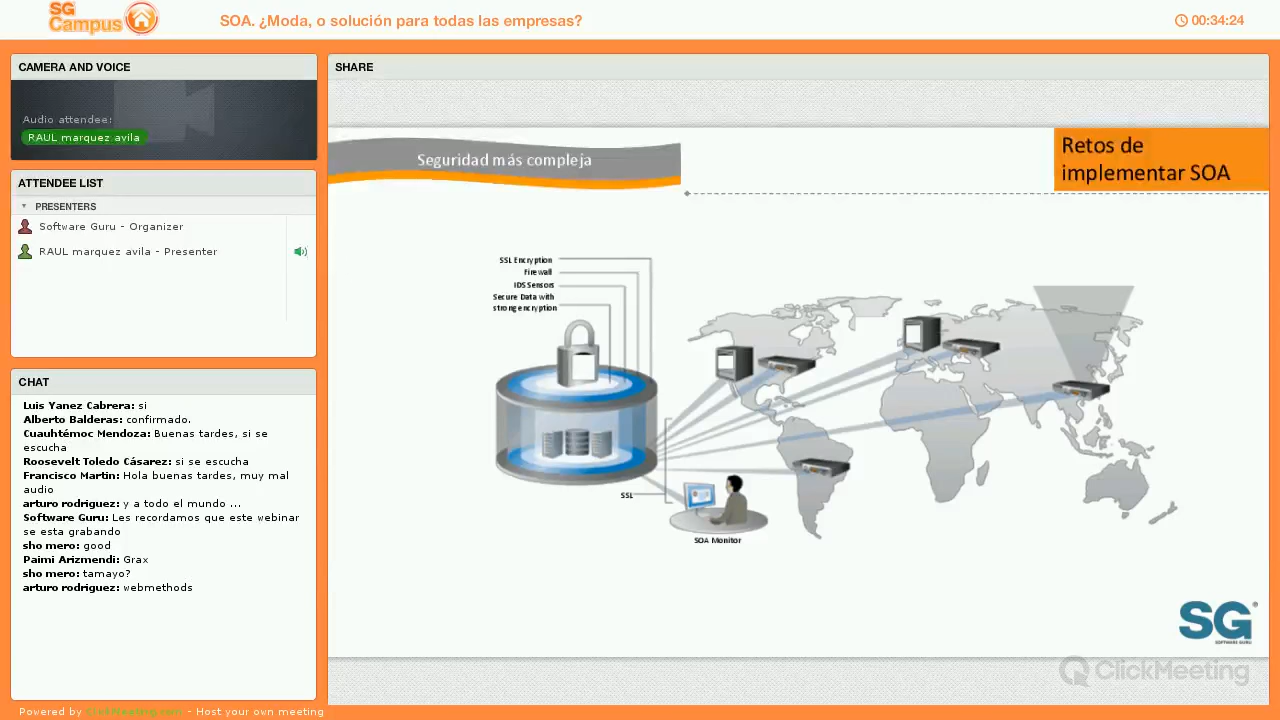 SG
Campus
SOA. ¿Moda, o solución para todas las empresas?
00:34:24
CAMERA AND VOICE
Audio attendee:
RAUL marquez avila
ATTENDEE LIST
PRESENTERS
Software Guru - Organizer
RAUL marquez avila - Presenter
CHAT
Luis Yanez Cabrera: si
Alberto Balderas: confirmado.
Cuauhtémoc Mendoza: Buenas tardes, si se
escucha
Roosevelt Toledo Cásarez: si se escucha
Francisco Martin: Hola buenas tardes, muy mal
audio
arturo rodriguez: y a todo el mundo ...
Software Guru: Les recordamos que este webinar
se esta grabando
sho mero: good
Paimi Arizmendi: Grax
sho mero: tamayo?
arturo rodriguez: webmethods
Powered by ClickMeeting.com - Host your own meeting
SHARE
Seguridad más compleja
Retos de
implementar SOA
SSL Encryption
Firewall
IDS Sensors
Secure Data with
strong encryption
SSL
SOA Monitor
SG®
SOFTWARE GURU
ClickMeeting